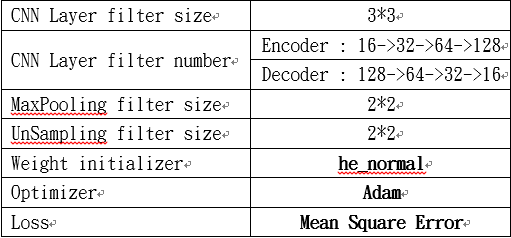 CNN Layer filter size 3*3
CNN Layer filter number
Encoder : 16->32->64->128
Decoder : 128->64->32->16
MaxPooling filter size 2*2
UnSampling filter size 2*2
Weight initializer he_normal
Optimizer Adam
Loss Mean Square Error